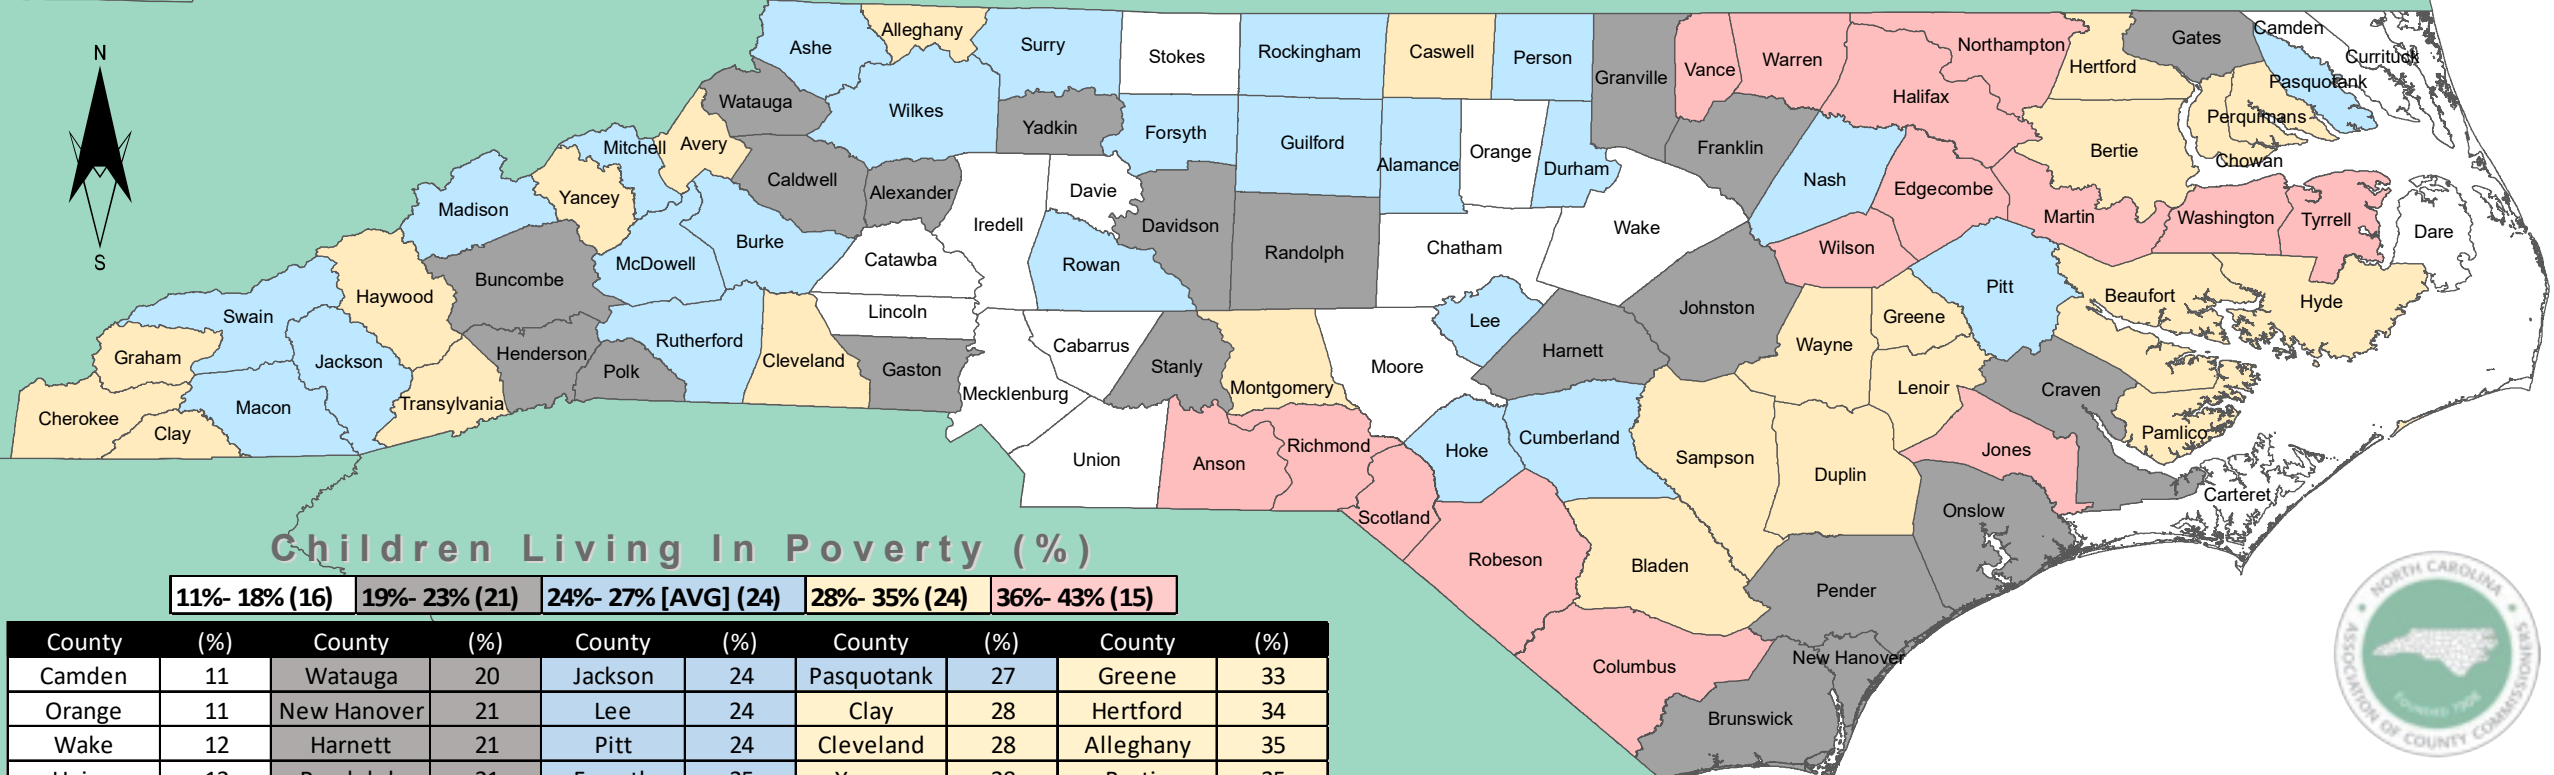 N
S
Ashe
Alleghany
Surry
Stokes
Rockingham
Caswell
Person
Granville
Vance
Warren
Northampton
Hertford
Gates
Camden
Currituck
Pasquotank
Watauga
Wilkes
Yadkin
Forsyth
Guilford
Alamance
Orange
Durham
Franklin
Halifax
Nash
Edgecombe
Bertie
Perquimans
Chowan
Mitchell
Avery
Caldwell
Alexander
Iredell
Davie
Davidson
Randolph
Chatham
Wake
Wilson
Martin
Washington
Tyrrell
Dare
Madison
Yancey
McDowell
Burke
Catawba
Rowan
Lee
Johnston
Pitt
Beaufort
Hyde
Buncombe
Haywood
Swain
Graham
Jackson
Henderson
Rutherford
Cleveland
Lincoln
Gaston
Cabarrus
Stanly
Montgomery
Moore
Harnett
Wayne
Greene
Lenoir
Craven
Pamlico
Cherokee
Clay
Macon
Transylvania
Polk
Mecklenburg
Union
Anson
Richmond
Scotland
Hoke
Cumberland
Sampson
Duplin
Jones
Onslow
Carteret
Robeson
Bladen
Pender
Columbus
New Hanover
Brunswick
Children Living In Poverty (%)
11%- 18% (16) 19%- 23% (21) 24%- 27% [AVG] (24) 28%- 35% (24) 36%- 43% (15)
County (%) County (%) County (%) County (%) County (%)
Camden 11 Watauga 20 Jackson 24 Pasquotank 27 Greene 33
Orange 11 New Hanover 21 Lee 24 Clay 28 Hertford 34
Wake 12 Harnett 21 Pitt 24 Cleveland 28 Alleghany 35
NORTH CAROLINA
ASSOCIATION OF COUNTY COMMISSIONERS